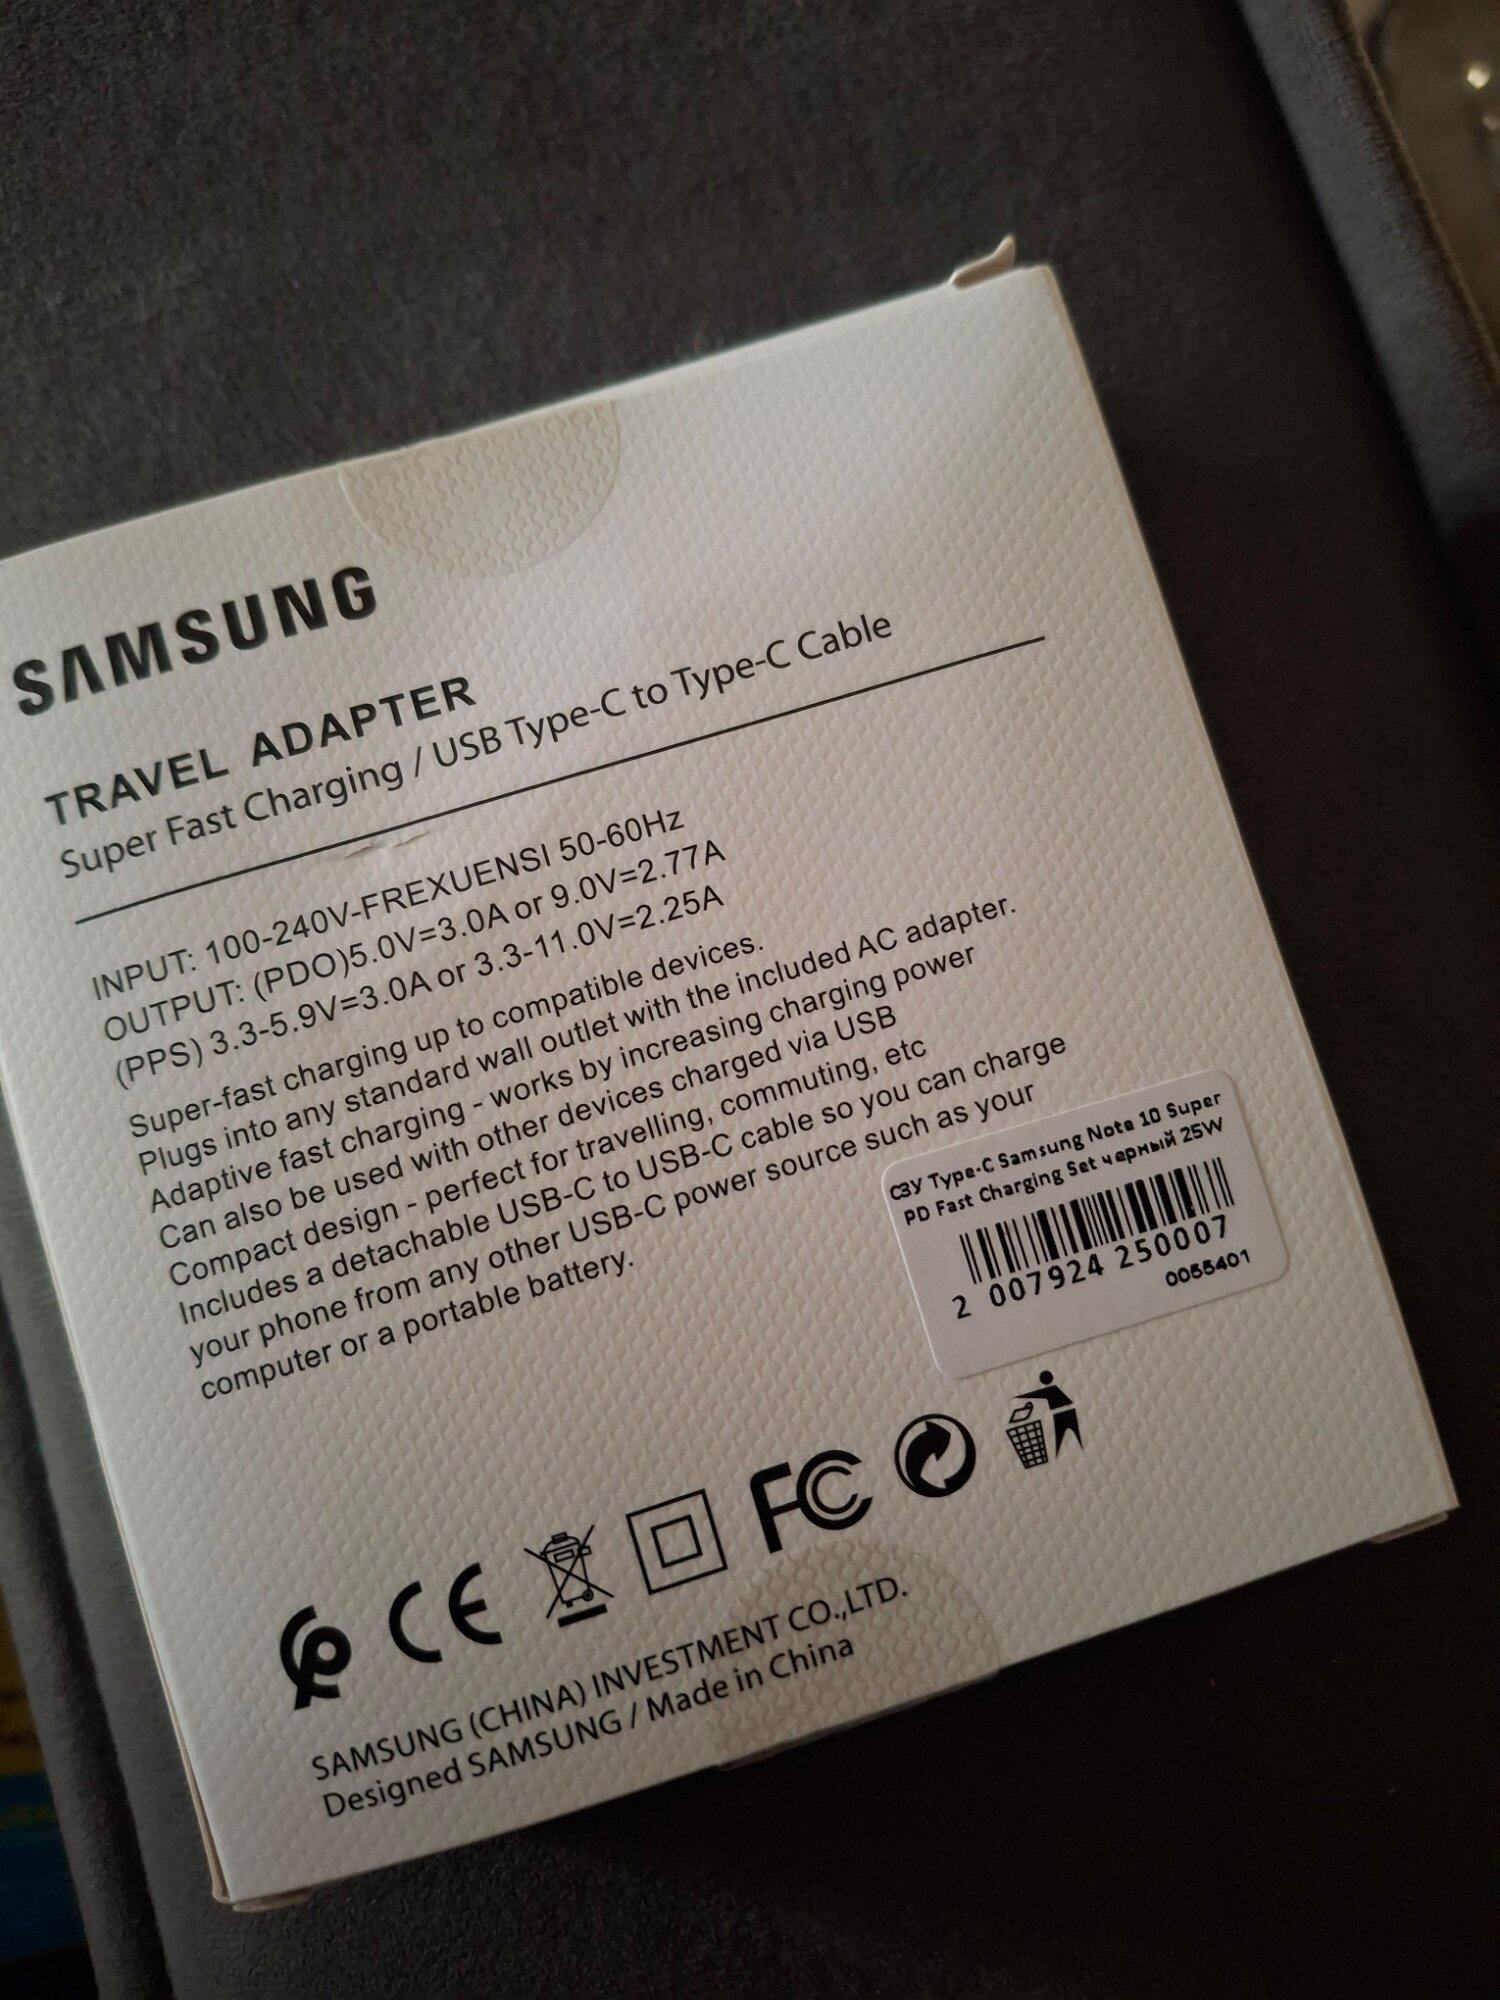 SAMSUNG
TRAVEL ADAPTER
Super Fast Charging / USB Type-C to Type-C Cable
INPUT: 100-240V-FREXUENSI 50-60Hz
OUTPUT: (PDO)5.0V=3.0A or 9.0V=2.77A
(PPS) 3.3-5.9V=3.0A or 3.3-11.0V=2.25A
Super-fast charging up to compatible devices.
Plugs into any standard wall outlet with the included AC adapter.
Adaptive fast charging - works by increasing charging power
Can also be used with other devices charged via USB
Compact design - perfect for travelling, commuting, etc
Includes a detachable USB-C to USB-C cable so you can charge
your phone from any other USB-C power source such as your
computer or a portable battery.
СЗУ Type-C Samsung Note 10 Super
PD Fast Charging Set черный 25W
2 007924 250007
0055401
CE FC
SAMSUNG (CHINA) INVESTMENT CO.,LTD.
Designed SAMSUNG / Made in China